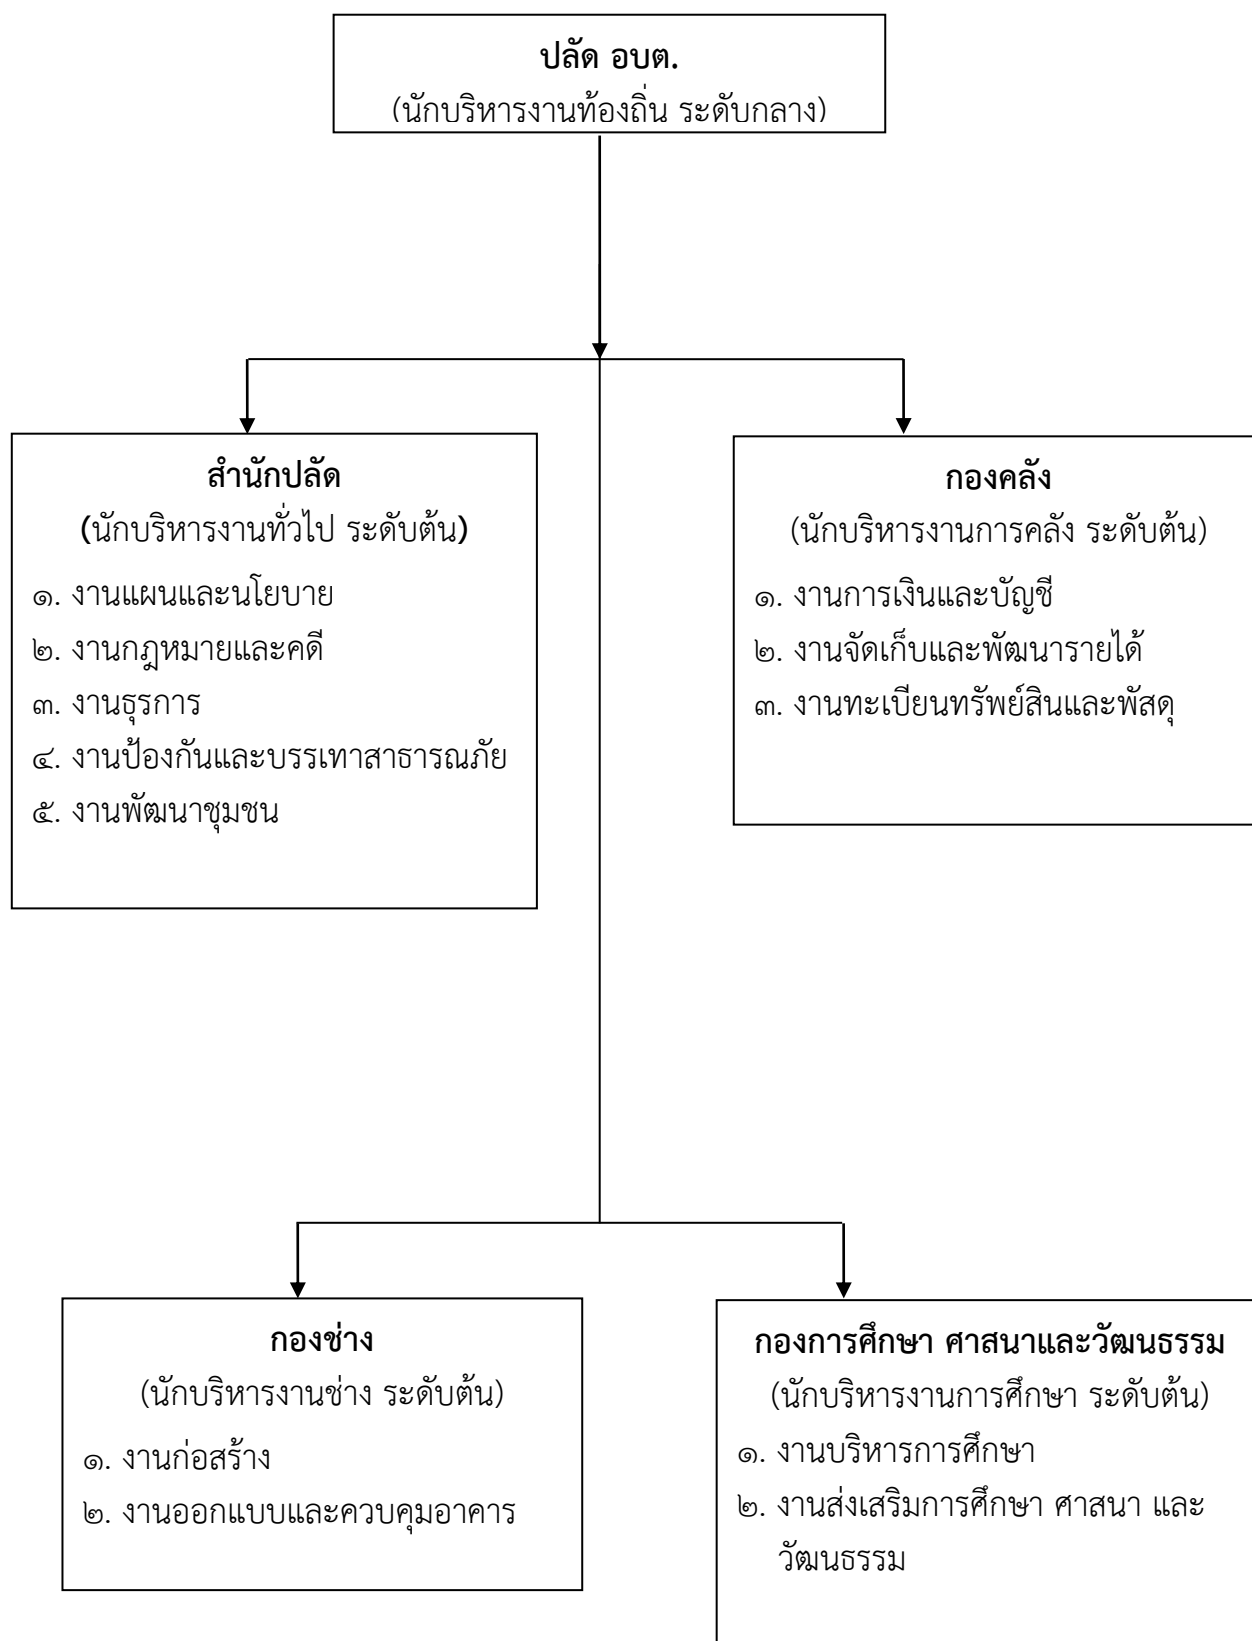 ปลัด อบต.
(นักบริหารงานท้องถิ่น ระดับกลาง)
สำนักปลัด
(นักบริหารงานทั่วไป ระดับต้น)
๑. งานแผนและนโยบาย
๒. งานกฎหมายและคดี
๓. งานธุรการ
๔. งานป้องกันและบรรเทาสาธารณภัย
๕. งานพัฒนาชุมชน
กองคลัง
(นักบริหารงานการคลัง ระดับต้น)
๑. งานการเงินและบัญชี
๒. งานจัดเก็บและพัฒนารายได้
๓. งานทะเบียนทรัพย์สินและพัสดุ
กองช่าง
(นักบริหารงานช่าง ระดับต้น)
๑. งานก่อสร้าง
๒. งานออกแบบและควบคุมอาคาร
กองการศึกษา ศาสนาและวัฒนธรรม
(นักบริหารงานการศึกษา ระดับต้น)
๑. งานบริหารการศึกษา
๒. งานส่งเสริมการศึกษา ศาสนา และ
วัฒนธรรม